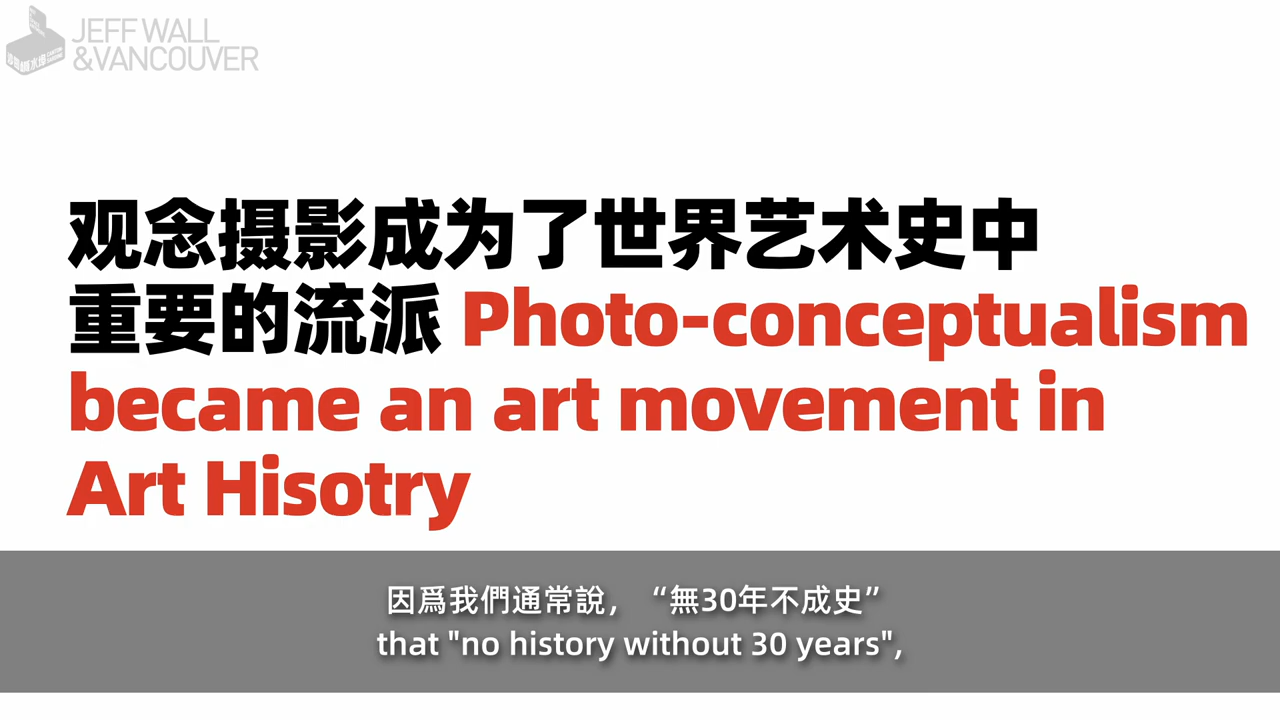 JEFF WALL
&VANCOUVER
观念摄影成为了世界艺术史中
重要的流派 Photo-conceptualism
became an art movement in
Art Hisotry
因爲我們通常說，“無30年不成史”
that "no history without 30 years",